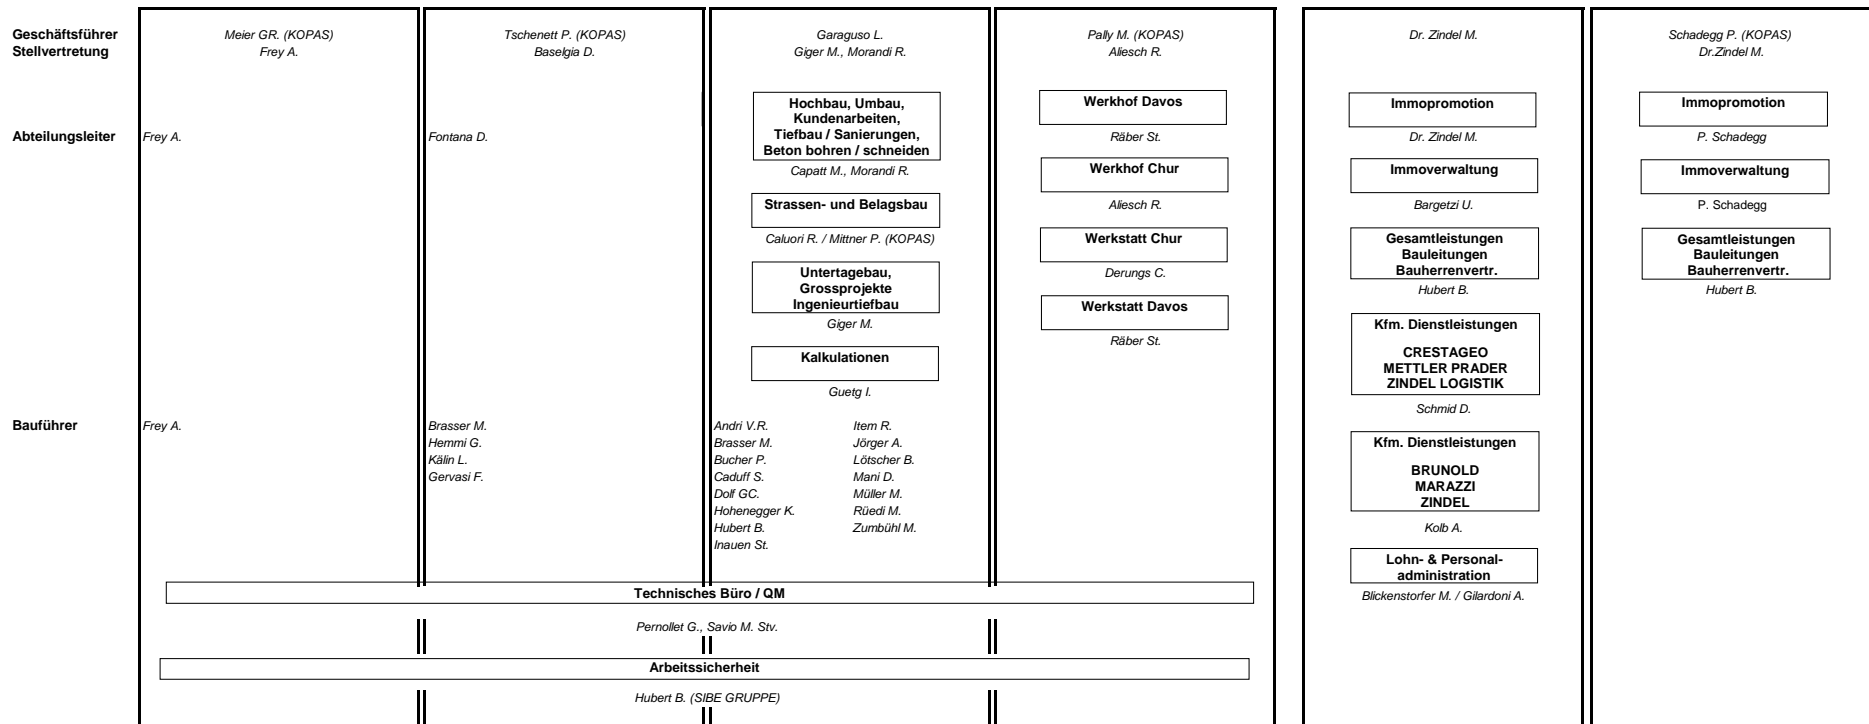 Geschäftsführer
Stellvertretung
Meier GR. (KOPAS)
Frey A.
Tschenett P. (KOPAS)
Baselgia D.
Garaguso L.
Giger M., Morandi R.
Pally M. (KOPAS)
Aliesch R.
Dr. Zindel M.
Schadegg P. (KOPAS)
Dr.Zindel M.
Abteilungsleiter
Frey A.
Fontana D.
Hochbau, Umbau,
Kundenarbeiten,
Tiefbau / Sanierungen,
Beton bohren / schneiden
Capatt M., Morandi R.
Strassen- und Belagsbau
Caluori R. / Mittner P. (KOPAS)
Untertagebau,
Grossprojekte
Ingenieurtiefbau
Giger M.
Kalkulationen
Guetg I.
Werkhof Davos
Räber St.
Werkhof Chur
Aliesch R.
Werkstatt Chur
Derungs C.
Werkstatt Davos
Räber St.
Immopromotion
Dr. Zindel M.
Immoverwaltung
Bargetzi U.
Gesamtleistungen
Bauleitungen
Bauherrenvertr.
Hubert B.
Kfm. Dienstleistungen
CRESTAGEO
METTLER PRADER
ZINDEL LOGISTIK
Schmid D.
Kfm. Dienstleistungen
BRUNOLD
MARAZZI
ZINDEL
Kolb A.
Lohn- & Personal-
administration
Blickenstorfer M. / Gilardoni A.
Immopromotion
P. Schadegg
Immoverwaltung
P. Schadegg
Gesamtleistungen
Bauleitungen
Bauherrenvertr.
Hubert B.
Bauführer
Frey A.
Brasser M.
Hemmi G.
Kälin L.
Gervasi F.
Andri V.R.
Brasser M.
Bucher P.
Caduff S.
Dolf GC.
Hohenegger K.
Hubert B.
Inauen St.
Item R.
Jörger A.
Lötscher B.
Mani D.
Müller M.
Rüedi M.
Zumbühl M.
Technisches Büro / QM
Pernollet G., Savio M. Stv.
Arbeitssicherheit
Hubert B. (SIBE GRUPPE)